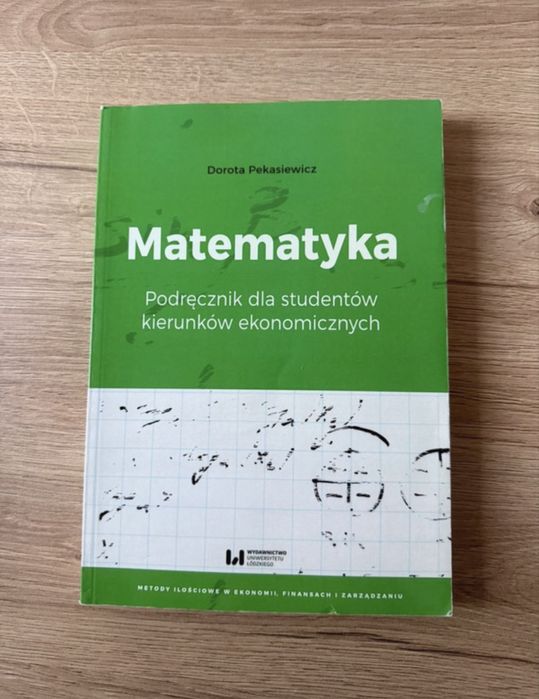 Dorota Pekasiewicz
Matematyka
Podręcznik dla studentów
kierunków ekonomicznych
WYDAWNICTWO
UNIWERSYTETU
ŁÓDZKIEGO
METODY ILOŚCIOWE W EKONOMII, FINANSACH I ZARZĄDZANIU